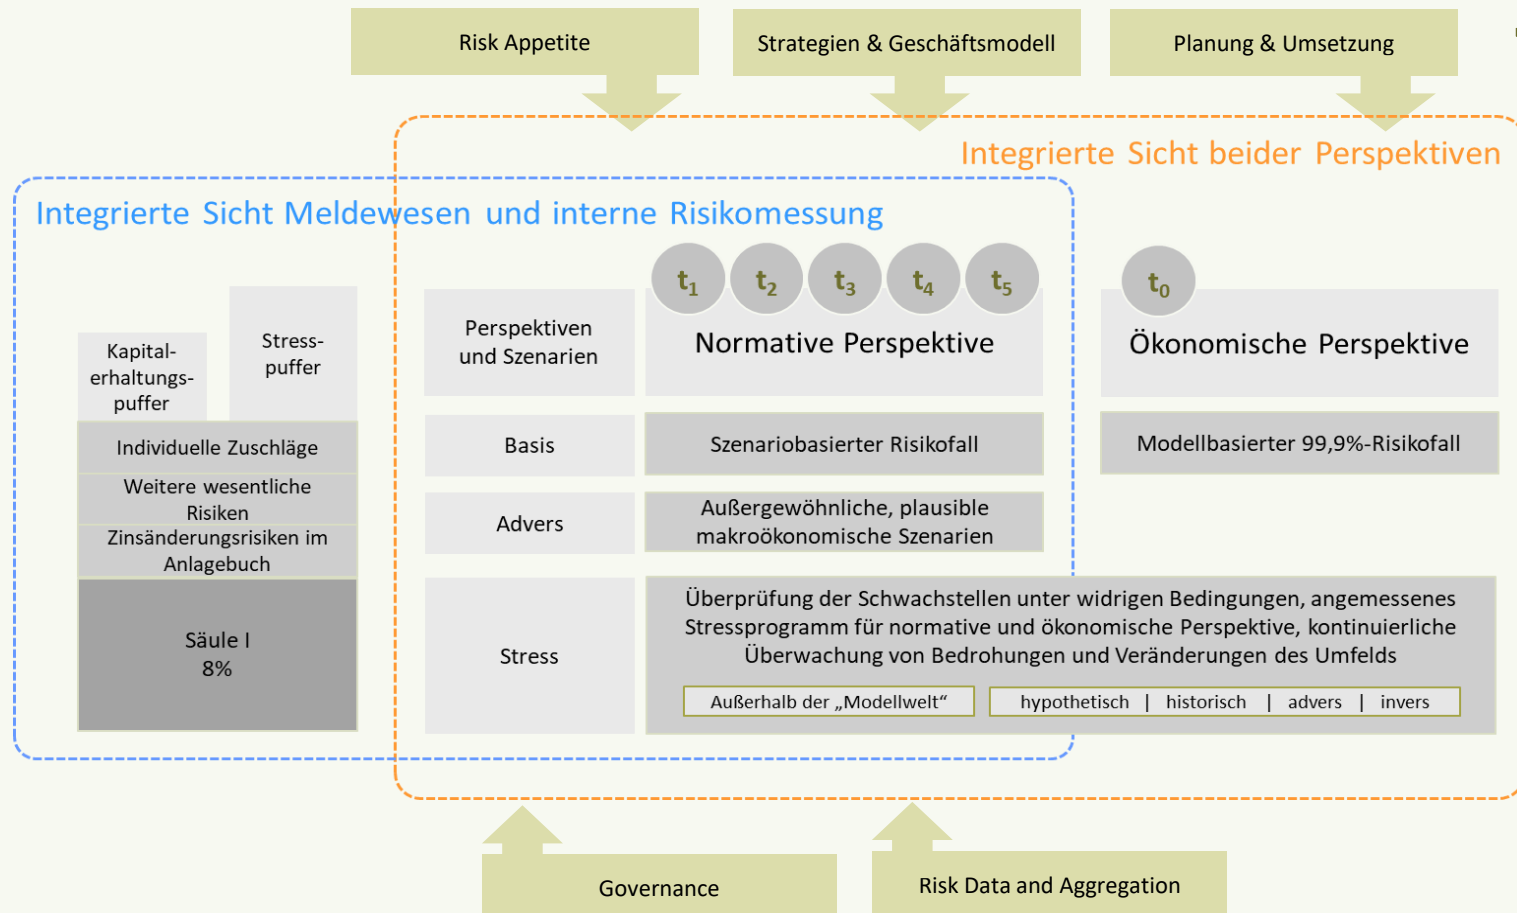 Risk Appetite
Strategien & Geschäftsmodell
Planung & Umsetzung
Integrierte Sicht beider Perspektiven
Integrierte Sicht Meldewesen und interne Risikomessung
t1 t2 t3 t4 t5
t0
Kapital-
erhaltungs-
puffer
Stress-
puffer
Perspektiven
und Szenarien
Normative Perspektive
Ökonomische Perspektive
Individuelle Zuschläge
Weitere wesentliche
Risiken
Zinsänderungsrisiken im
Anlagebuch
Säule I
8%
Basis
Szenariobasierter Risikofall
Modellbasierter 99,9%-Risikofall
Advers
Außergewöhnliche, plausible
makroökonomische Szenarien
Stress
Überprüfung der Schwachstellen unter widrigen Bedingungen, angemessenes
Stressprogramm für normative und ökonomische Perspektive, kontinuierliche
Überwachung von Bedrohungen und Veränderungen des Umfelds
Außerhalb der „Modellwelt“
hypothetisch | historisch | advers | invers
Governance
Risk Data and Aggregation